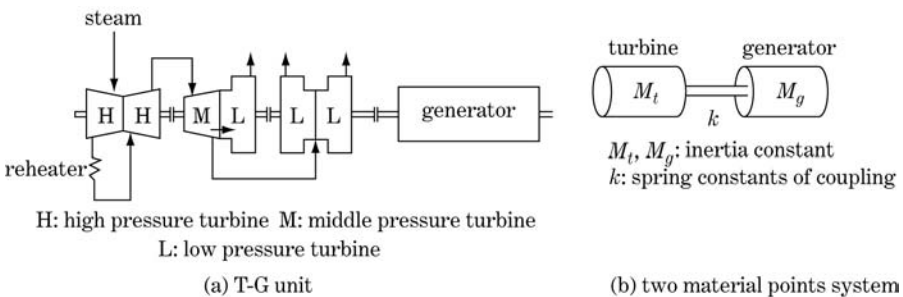 steam
H H M L L L generator
reheater
H: high pressure turbine M: middle pressure turbine
L: low pressure turbine
(a) T-G unit
turbine generator
M_t M_g
k
M_t, M_g: inertia constant
k: spring constants of coupling
(b) two material points system